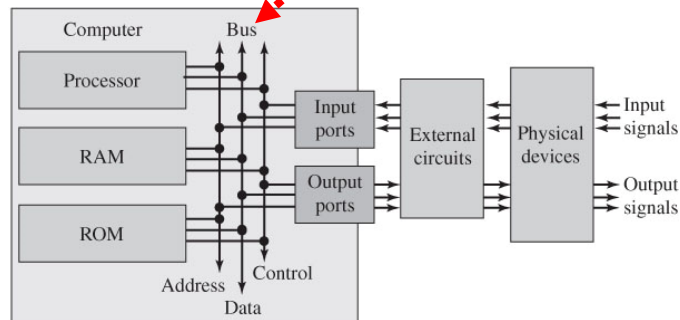 Computer
Bus
Processor
Input
ports
Input
signals
External
circuits
Physical
devices
RAM
Output
ports
Output
signals
ROM
Address
Control
Data